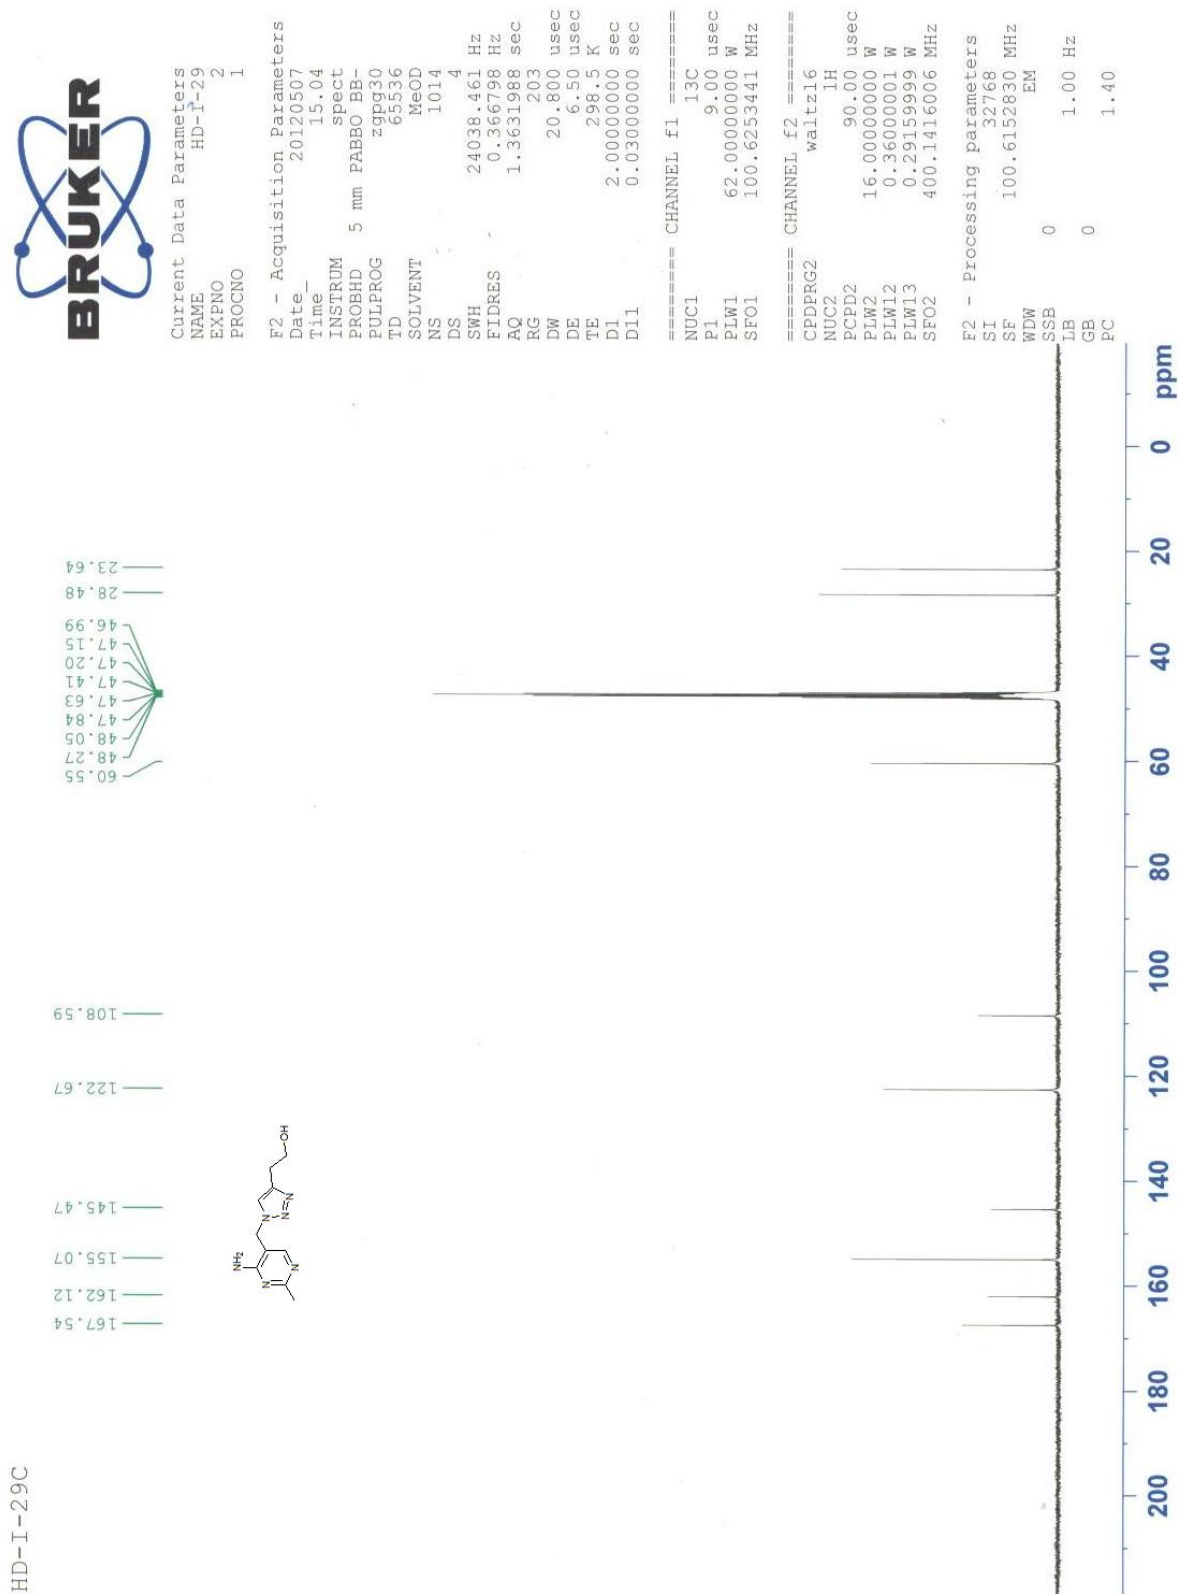 HD-I-29C
167.54
162.12
155.07
145.47
122.67
108.59
60.55
48.27
48.05
47.84
47.63
47.41
47.20
47.15
46.99
28.48
23.64
NH2
N
N
N
N=N
OH
BRUKER
Current Data Parameters
NAME HD-I-29
EXPNO 2
PROCNO 1
F2 - Acquisition Parameters
Date_ 20120507
Time 15.04
INSTRUM spect
PROBHD 5 mm PABBO BB-
PULPROG zgpg30
TD 65536
SOLVENT MeOD
NS 1014
DS 4
SWH 24038.461 Hz
FIDRES 0.366798 Hz
AQ 1.3631988 sec
RG 203
DW 20.800 usec
DE 6.50 usec
TE 298.5 K
D1 2.00000000 sec
D11 0.03000000 sec
======== CHANNEL f1 ========
NUC1 13C
P1 9.00 usec
PLW1 62.00000000 W
SFO1 100.6253441 MHz
======== CHANNEL f2 ========
CPDPRG2 waltz16
NUC2 1H
PCPD2 90.00 usec
PLW2 16.00000000 W
PLW12 0.36000001 W
PLW13 0.29159999 W
SFO2 400.1416006 MHz
F2 - Processing parameters
SI 32768
SF 100.6152830 MHz
WDW EM
SSB 0
LB 1.00 Hz
GB 0
PC 1.40
200 180 160 140 120 100 80 60 40 20 0 ppm